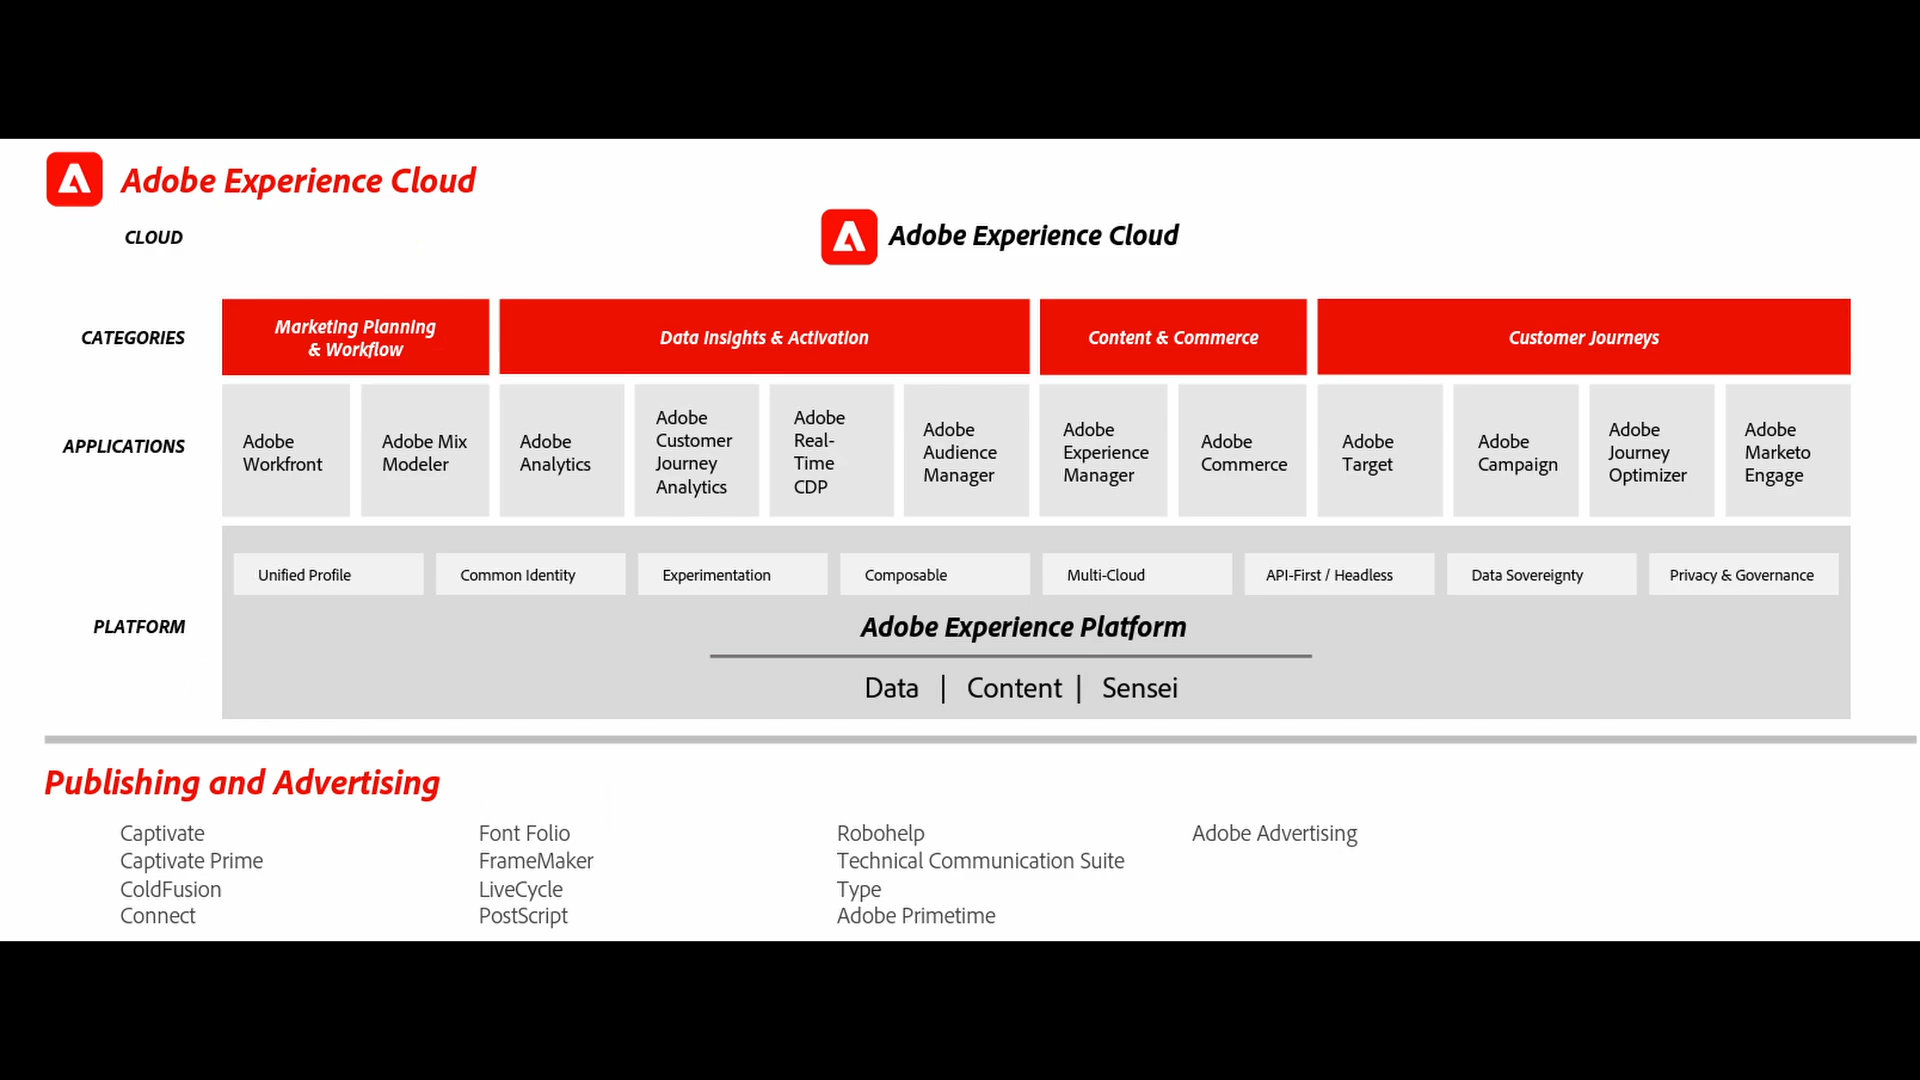 Adobe Experience Cloud
CLOUD
Adobe Experience Cloud
CATEGORIES
Marketing Planning
& Workflow
Data Insights & Activation
Content & Commerce
Customer Journeys
APPLICATIONS
Adobe
Workfront
Adobe Mix
Modeler
Adobe
Analytics
Adobe
Customer
Journey
Analytics
Adobe
Real-
Time
CDP
Adobe
Audience
Manager
Adobe
Experience
Manager
Adobe
Commerce
Adobe
Target
Adobe
Campaign
Adobe
Journey
Optimizer
Adobe
Marketo
Engage
PLATFORM
Unified Profile
Common Identity
Experimentation
Composable
Multi-Cloud
API-First / Headless
Data Sovereignty
Privacy & Governance
Adobe Experience Platform
Data | Content | Sensei
Publishing and Advertising
Captivate
Captivate Prime
ColdFusion
Connect
Font Folio
FrameMaker
LiveCycle
PostScript
Robohelp
Technical Communication Suite
Type
Adobe Primetime
Adobe Advertising